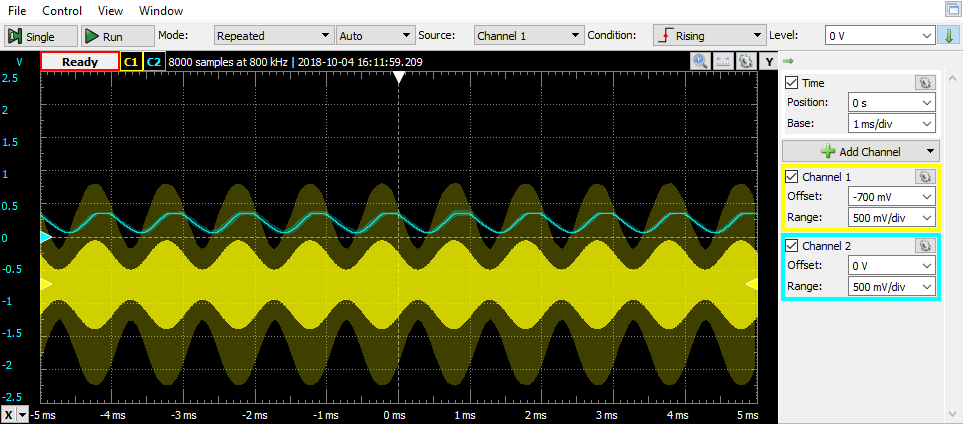 File Control View Window
Single Run Mode: Repeated Auto Source: Channel 1 Condition: Rising Level: 0 V
V Ready C1 C2 8000 samples at 800 kHz | 2018-10-04 16:11:59.209 Y
2.5
2
1.5
1
0.5
0
-0.5
-1
-1.5
-2
-2.5
X -5 ms -4 ms -3 ms -2 ms -1 ms 0 ms 1 ms 2 ms 3 ms 4 ms 5 ms
Time
Position: 0 s
Base: 1 ms/div
Add Channel
Channel 1
Offset: -700 mV
Range: 500 mV/div
Channel 2
Offset: 0 V
Range: 500 mV/div